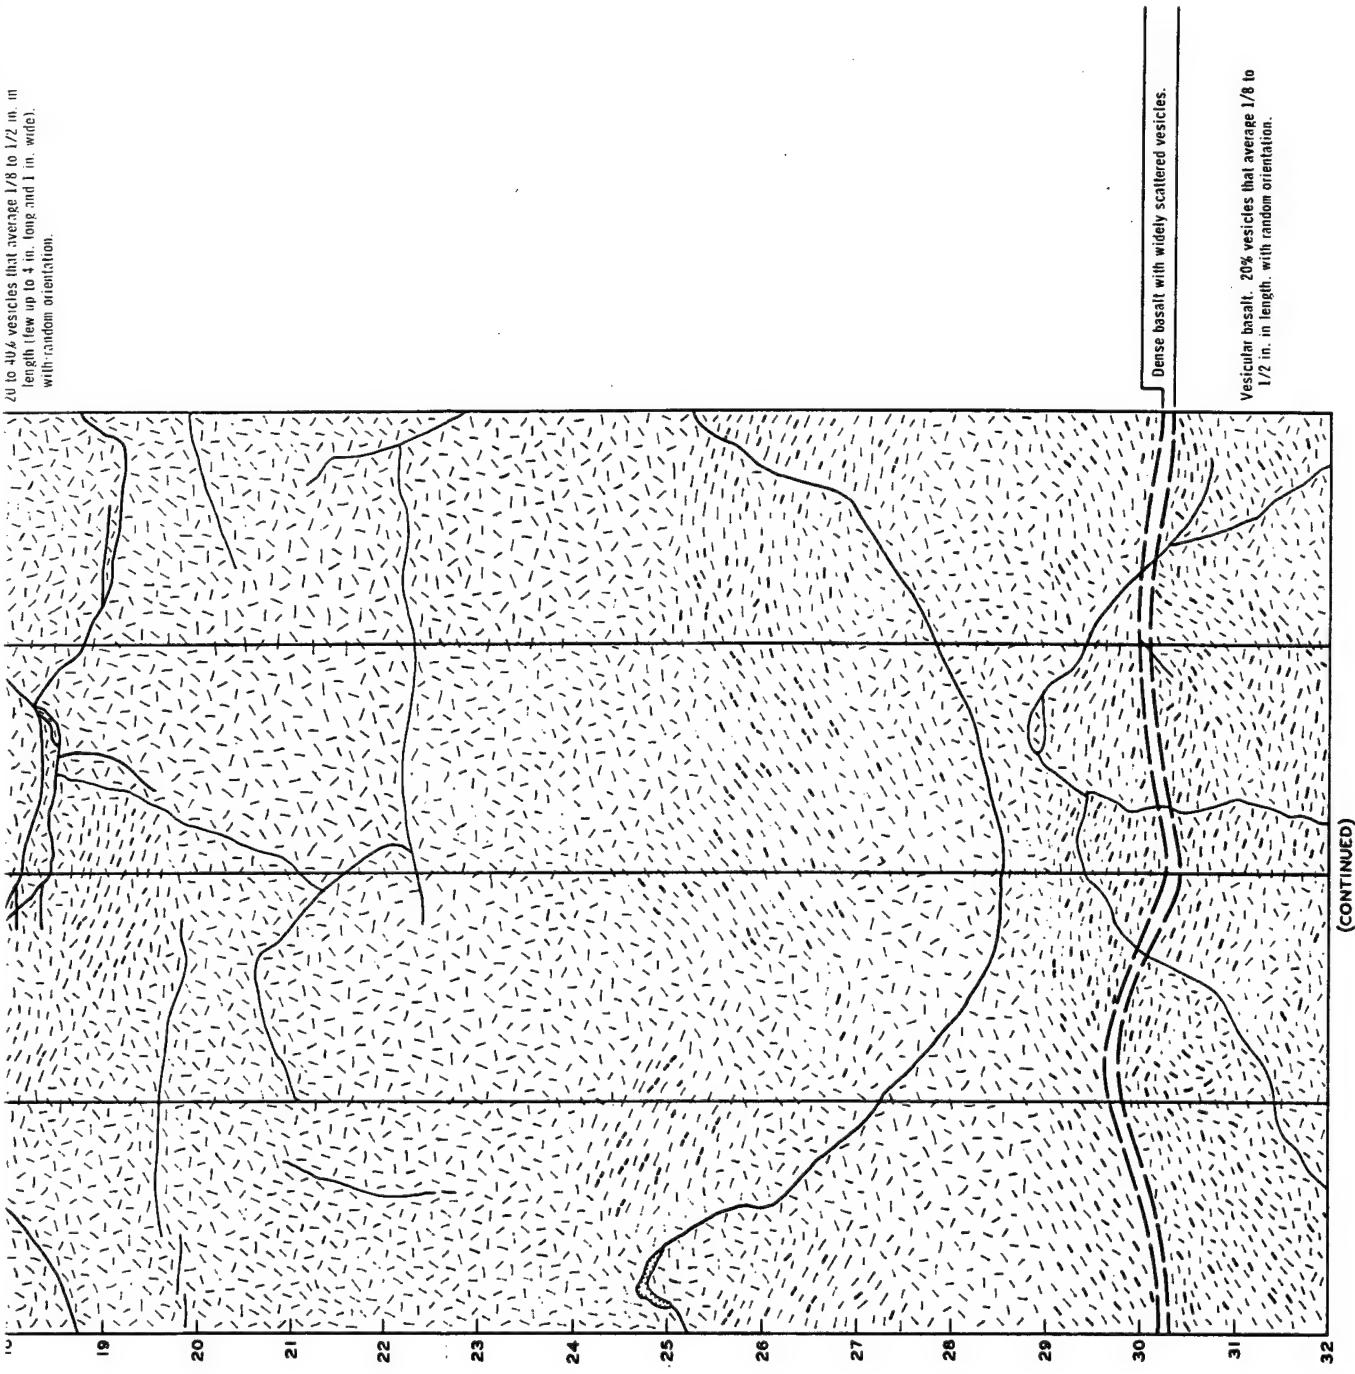 20 to 40% vesicles that average 1/8 to 1/2 in. in
length (few up to 4 in. long and 1 in. wide).
with random orientation.
Dense basalt with widely scattered vesicles.
Vesicular basalt. 20% vesicles that average 1/8 to
1/2 in. in length. with random orientation.
19
20
21
22
23
24
25
26
27
28
29
30
31
32
(CONTINUED)